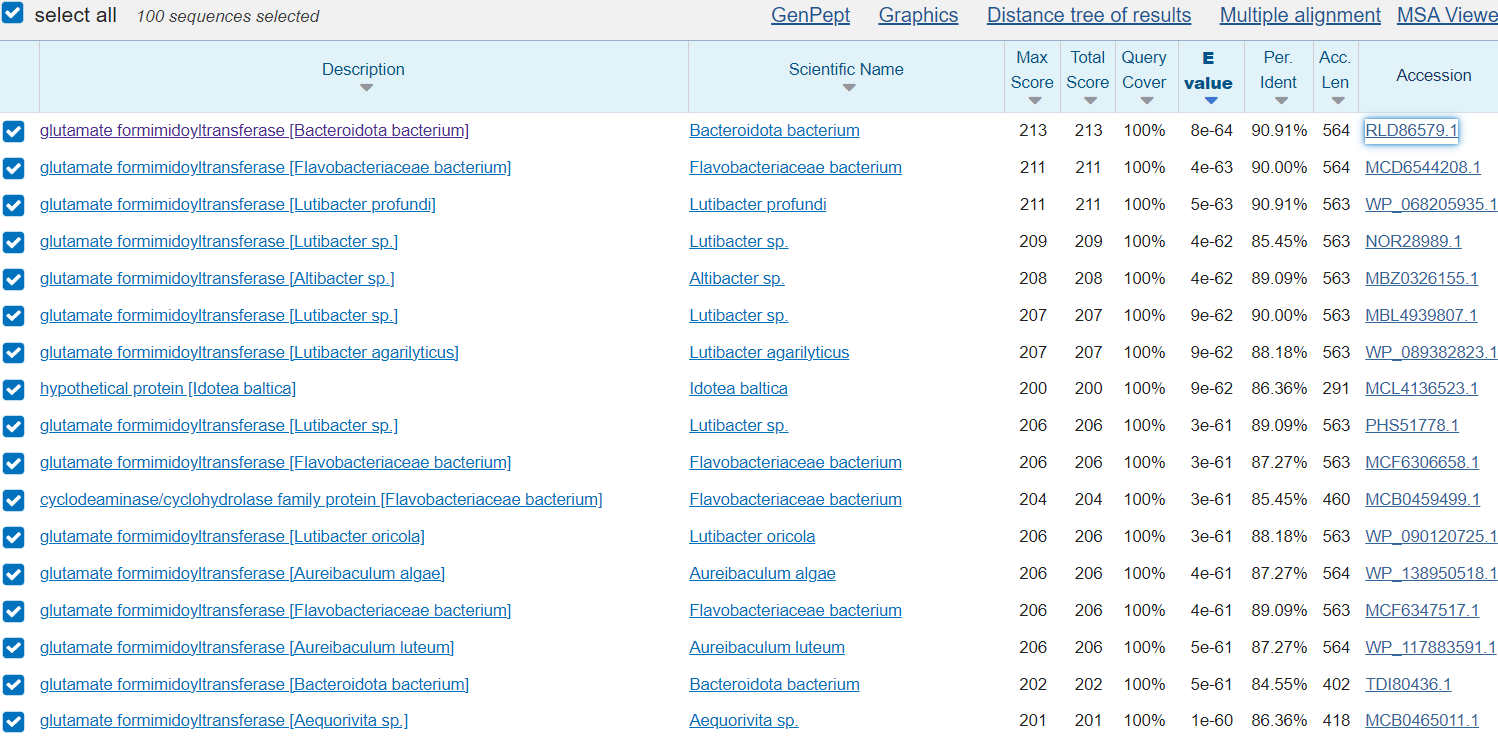 select all 100 sequences selected GenPept Graphics Distance tree of results Multiple alignment MSA Viewe
Description Scientific Name Max Score Total Score Query Cover E value Per. Ident Acc. Len Accession
glutamate formimidoyltransferase [Bacteroidota bacterium] Bacteroidota bacterium 213 213 100% 8e-64 90.91% 564 RLD86579.1
glutamate formimidoyltransferase [Flavobacteriaceae bacterium] Flavobacteriaceae bacterium 211 211 100% 4e-63 90.00% 564 MCD6544208.1
glutamate formimidoyltransferase [Lutibacter profundi] Lutibacter profundi 211 211 100% 5e-63 90.91% 563 WP_068205935.1
glutamate formimidoyltransferase [Lutibacter sp.] Lutibacter sp. 209 209 100% 4e-62 85.45% 563 NOR28989.1
glutamate formimidoyltransferase [Altibacter sp.] Altibacter sp. 208 208 100% 4e-62 89.09% 563 MBZ0326155.1
glutamate formimidoyltransferase [Lutibacter sp.] Lutibacter sp. 207 207 100% 9e-62 90.00% 563 MBL4939807.1
glutamate formimidoyltransferase [Lutibacter agarilyticus] Lutibacter agarilyticus 207 207 100% 9e-62 88.18% 563 WP_089382823.1
hypothetical protein [Idotea baltica] Idotea baltica 200 200 100% 9e-62 86.36% 291 MCL4136523.1
glutamate formimidoyltransferase [Lutibacter sp.] Lutibacter sp. 206 206 100% 3e-61 89.09% 563 PHS51778.1
glutamate formimidoyltransferase [Flavobacteriaceae bacterium] Flavobacteriaceae bacterium 206 206 100% 3e-61 87.27% 563 MCF6306658.1
cyclodeaminase/cyclohydrolase family protein [Flavobacteriaceae bacterium] Flavobacteriaceae bacterium 204 204 100% 3e-61 85.45% 460 MCB0459499.1
glutamate formimidoyltransferase [Lutibacter oricola] Lutibacter oricola 206 206 100% 3e-61 88.18% 563 WP_090120725.1
glutamate formimidoyltransferase [Aureibaculum algae] Aureibaculum algae 206 206 100% 4e-61 87.27% 564 WP_138950518.1
glutamate formimidoyltransferase [Flavobacteriaceae bacterium] Flavobacteriaceae bacterium 206 206 100% 4e-61 89.09% 563 MCF6347517.1
glutamate formimidoyltransferase [Aureibaculum luteum] Aureibaculum luteum 206 206 100% 5e-61 87.27% 564 WP_117883591.1
glutamate formimidoyltransferase [Bacteroidota bacterium] Bacteroidota bacterium 202 202 100% 5e-61 84.55% 402 TDI80436.1
glutamate formimidoyltransferase [Aequorivita sp.] Aequorivita sp. 201 201 100% 1e-60 86.36% 418 MCB0465011.1